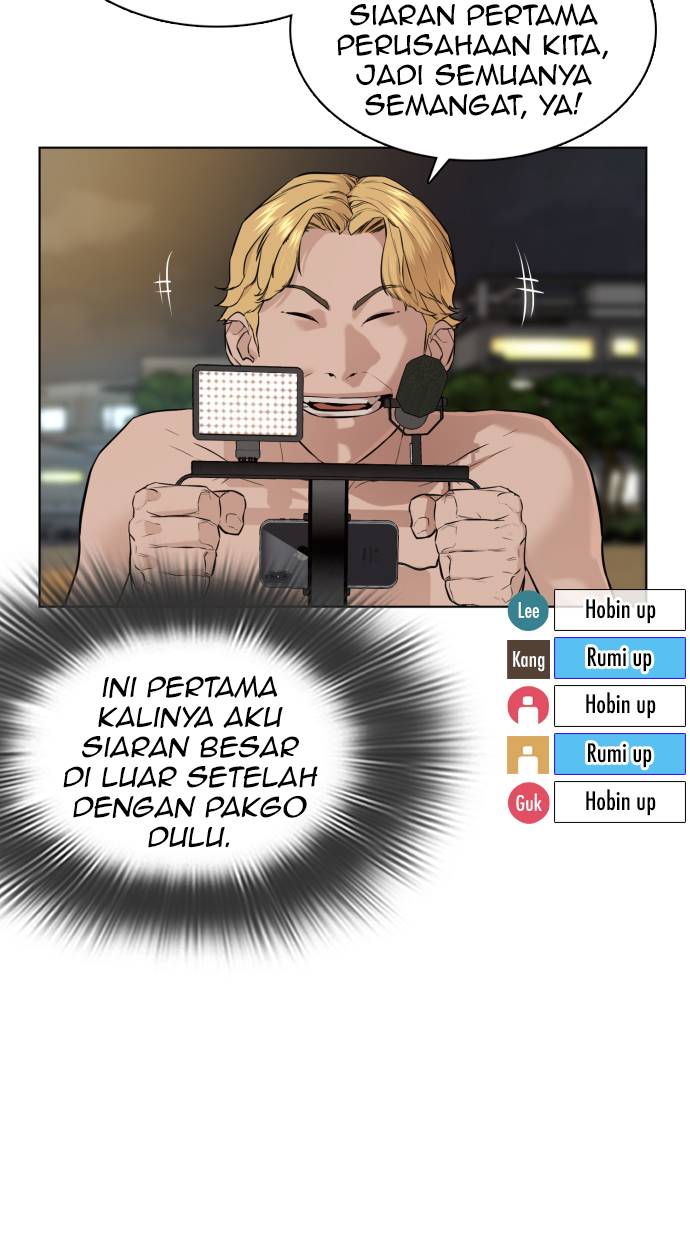 SIARAN PERTAMA
PERUSAHAAN KITA,
JADI SEMUANYA
SEMANGAT, YA!
Lee
Hobin up
Kang
Rumi up
Hobin up
Rumi up
Guk
Hobin up
INI PERTAMA
KALINYA AKU
SIARAN BESAR
DI LUAR SETELAH
DENGAN PAKGO
DULU.